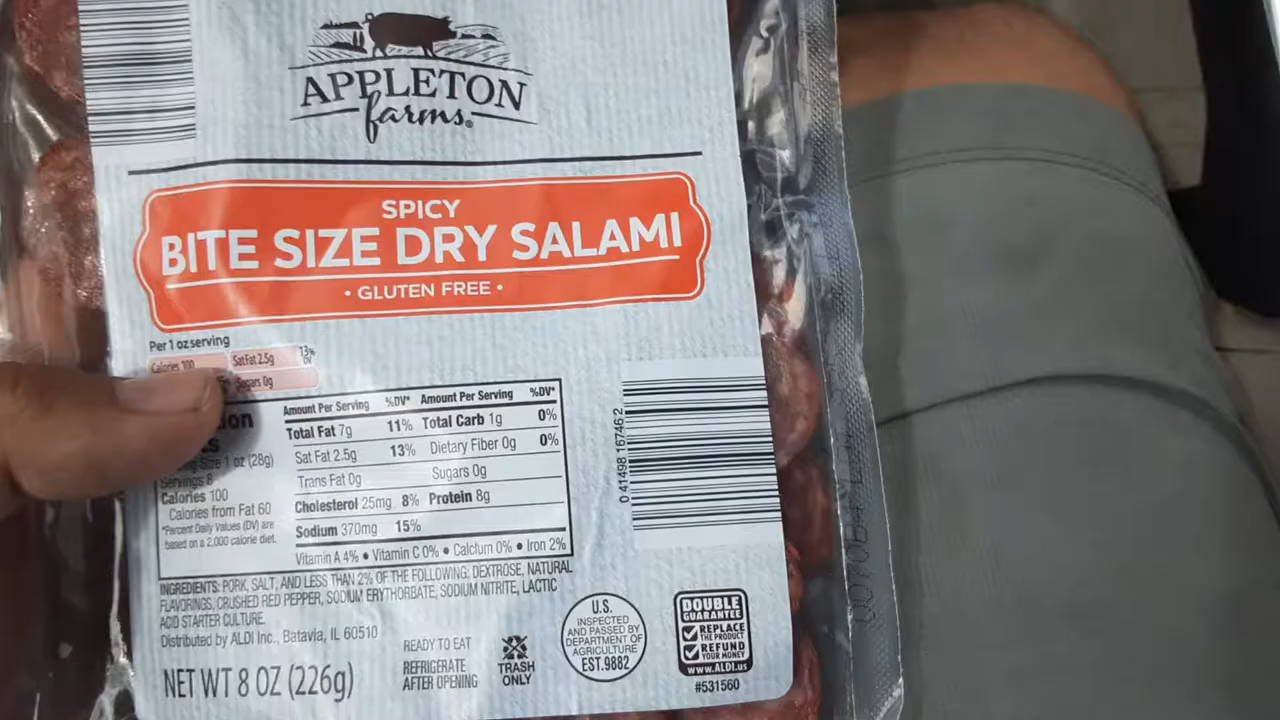 APPLETON
farms®
SPICY
BITE SIZE DRY SALAMI
• GLUTEN FREE •
Per 1 oz serving
Calories 100
Sat Fat 2.5g 13% DV
Sugars 0g
Amount Per Serving %DV* Amount Per Serving %DV*
Total Fat 7g 11% Total Carb 1g 0%
Sat Fat 2.5g 13% Dietary Fiber 0g 0%
Trans Fat 0g Sugars 0g
Cholesterol 25mg 8% Protein 8g
Sodium 370mg 15%
Vitamin A 4% • Vitamin C 0% • Calcium 0% • Iron 2%
Size 1 oz (28g)
Servings 8
Calories 100
Calories from Fat 60
*Percent Daily Values (DV) are
based on a 2,000 calorie diet.
INGREDIENTS: PORK, SALT, AND LESS THAN 2% OF THE FOLLOWING: DEXTROSE, NATURAL
FLAVORINGS, CRUSHED RED PEPPER, SODIUM ERYTHORBATE, SODIUM NITRITE, LACTIC
ACID STARTER CULTURE.
Distributed by ALDI Inc., Batavia, IL 60510
NET WT 8 OZ (226g)
READY TO EAT
REFRIGERATE
AFTER OPENING
TRASH
ONLY
U.S.
INSPECTED
AND PASSED BY
DEPARTMENT OF
AGRICULTURE
EST.9882
DOUBLE
GUARANTEE
REPLACE
THE PRODUCT
REFUND
YOUR MONEY
www.ALDI.us
#531560
0 41498 16746 2